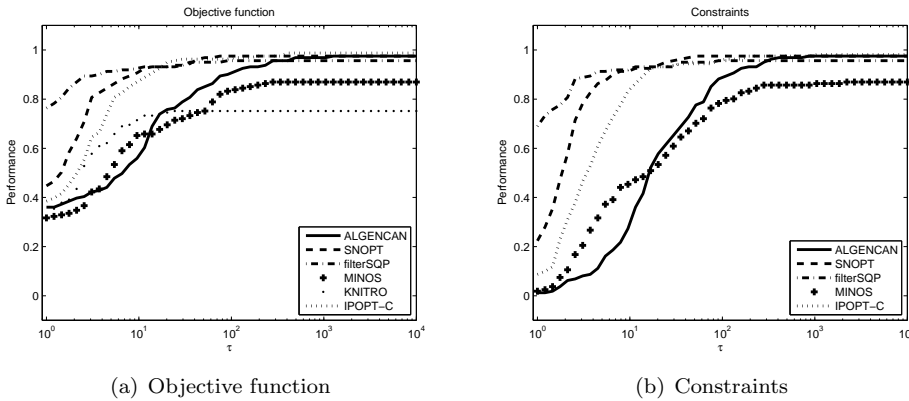 Objective function
Performance
1
0.8
0.6
0.4
0.2
0
10^0
10^1
10^2
10^3
10^4
τ
ALGENCAN
SNOPT
filterSQP
MINOS
KNITRO
IPOPT-C
(a) Objective function
Constraints
Performance
1
0.8
0.6
0.4
0.2
0
10^0
10^1
10^2
10^3
10
τ
ALGENCAN
SNOPT
filterSQP
MINOS
IPOPT-C
(b) Constraints